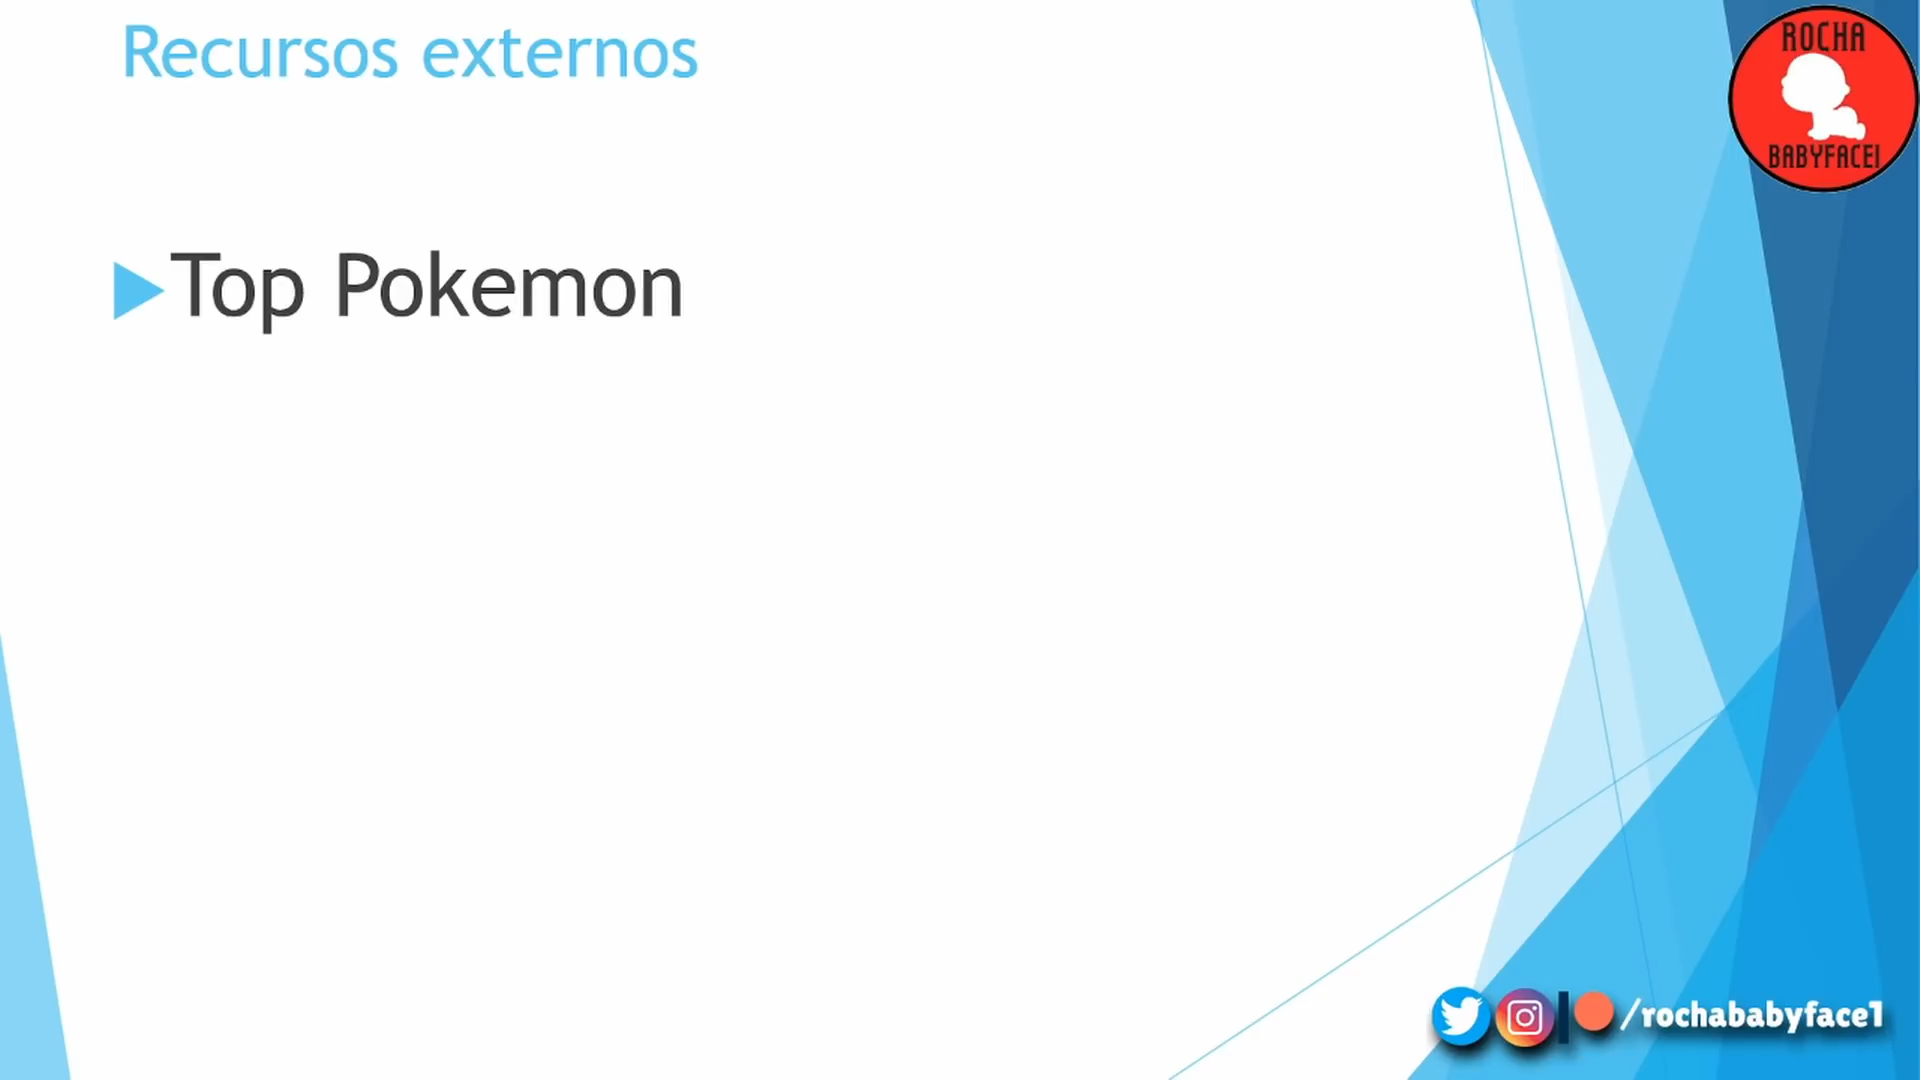 Recursos externos
ROCHA
BABYFACE1
Top Pokemon
/rochababyface1